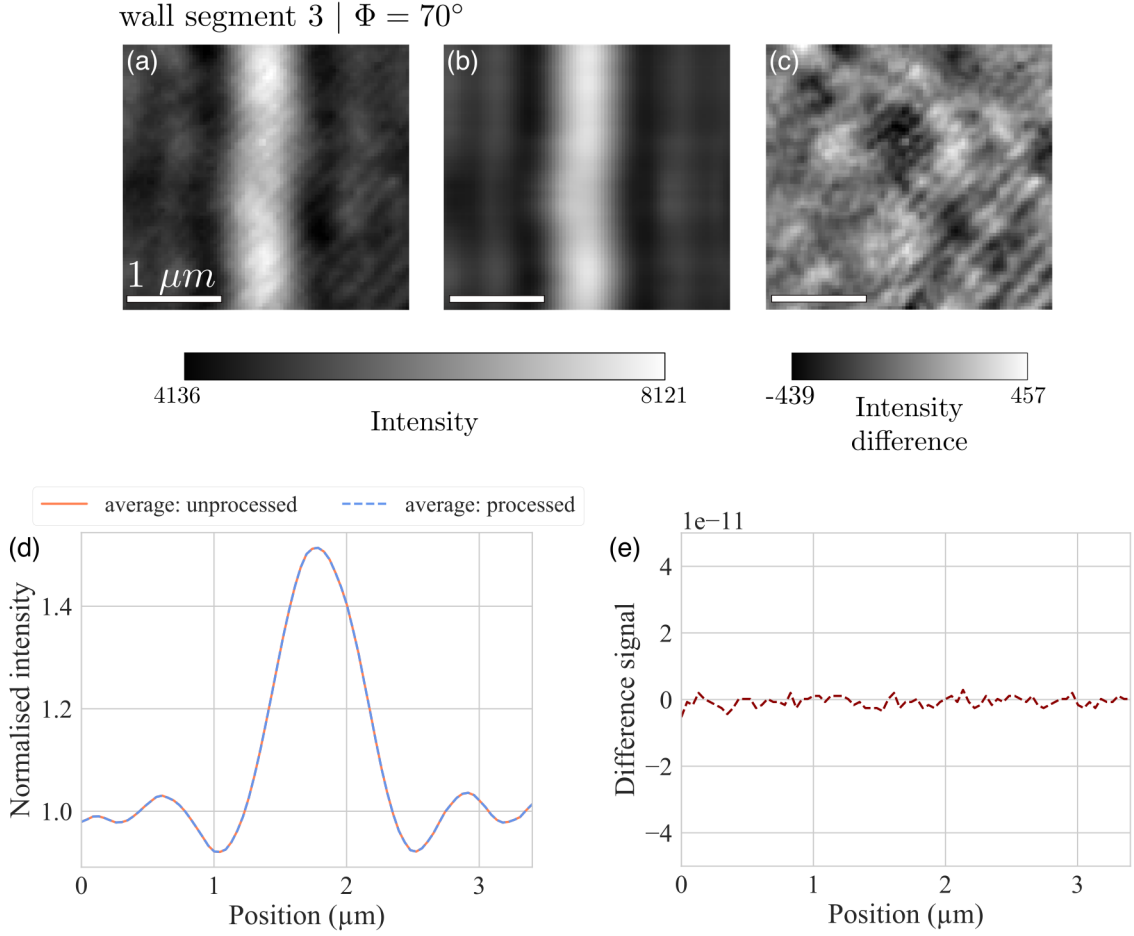 wall segment 3 | Φ = 70°
(a)
(b)
(c)
1 μm
4136
8121
Intensity
-439
457
Intensity
difference
average: unprocessed
average: processed
(d)
Normalised intensity
1.4
1.2
1.0
0
1
2
3
Position (μm)
(e)
1e−11
Difference signal
4
2
0
−2
−4
0
1
2
3
Position (μm)